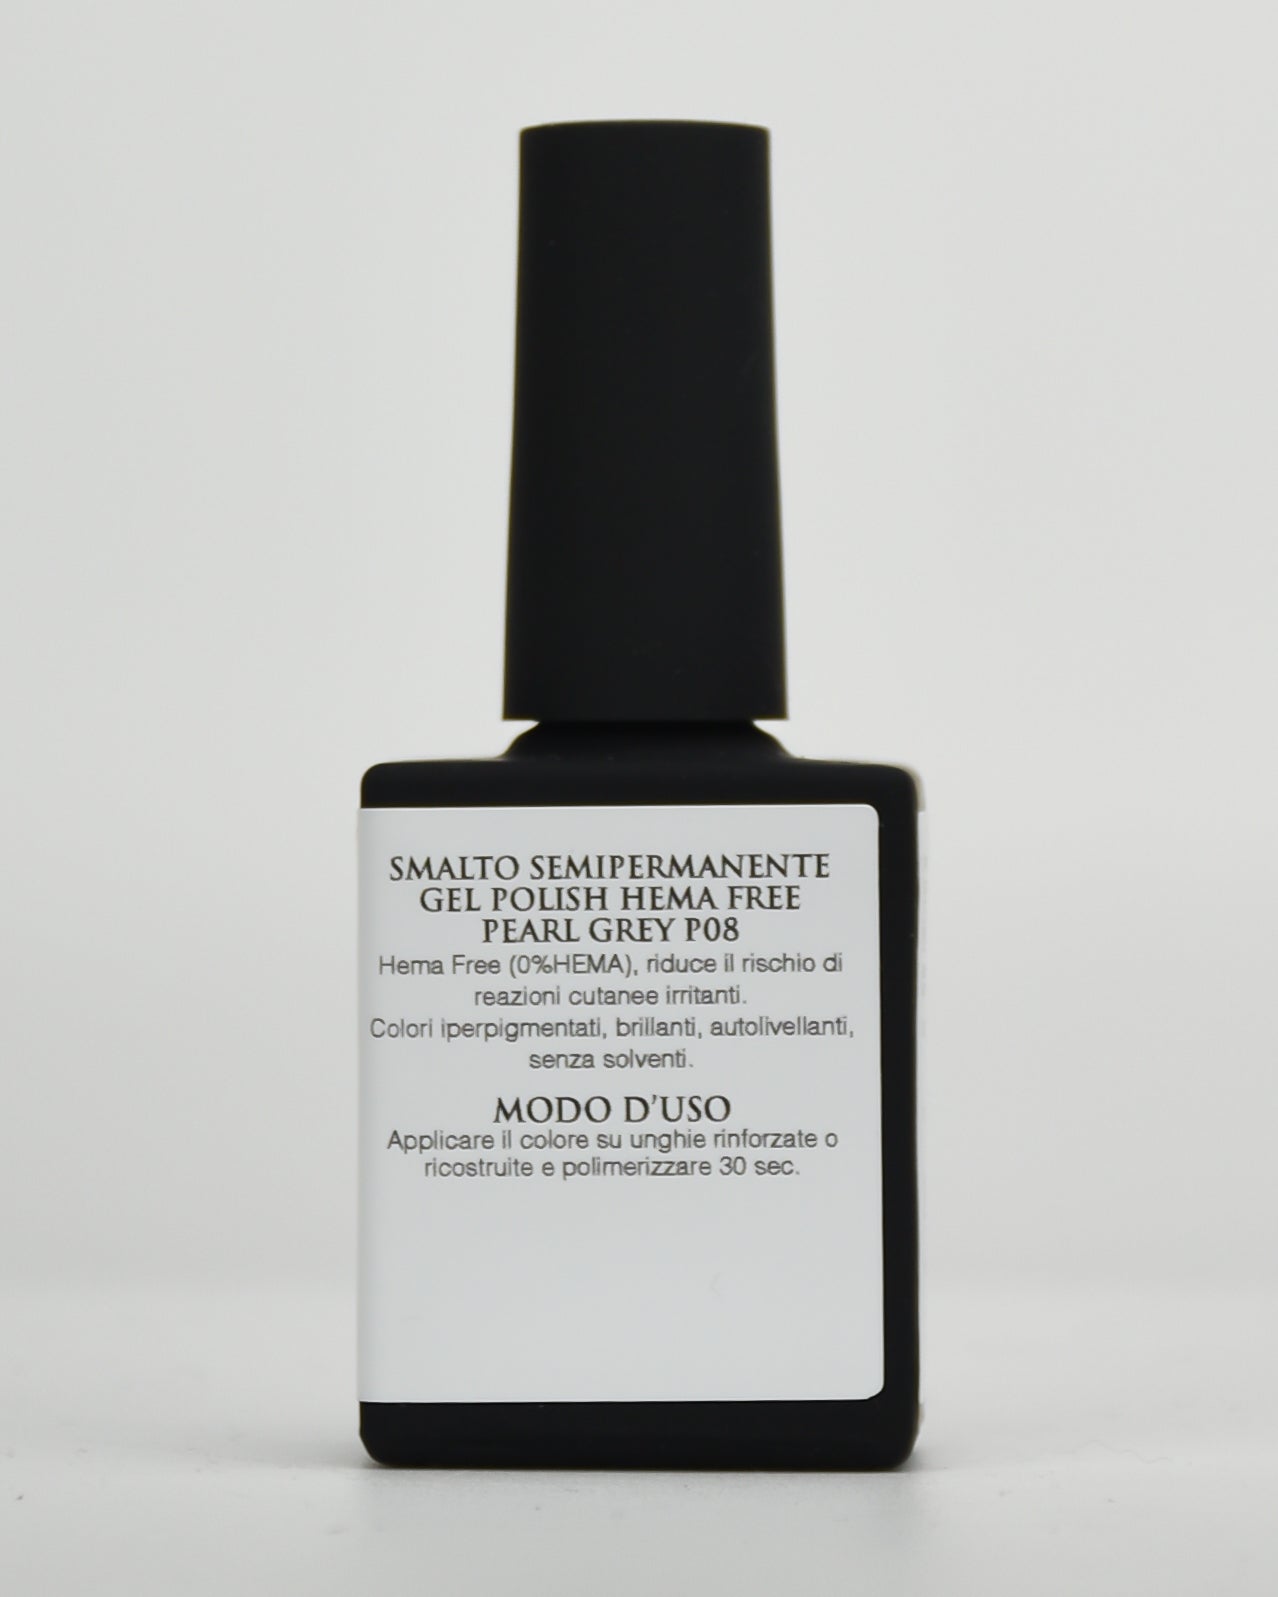 SMALTO SEMIPERMANENTE
GEL POLISH HEMA FREE
PEARL GREY P08
Hema Free (0%HEMA), riduce il rischio di
reazioni cutanee irritanti.
Colori iperpigmentati, brillanti, autolivellanti,
senza solventi.
MODO D'USO
Applicare il colore su unghie rinforzate o
ricostruite e polimerizzare 30 sec.